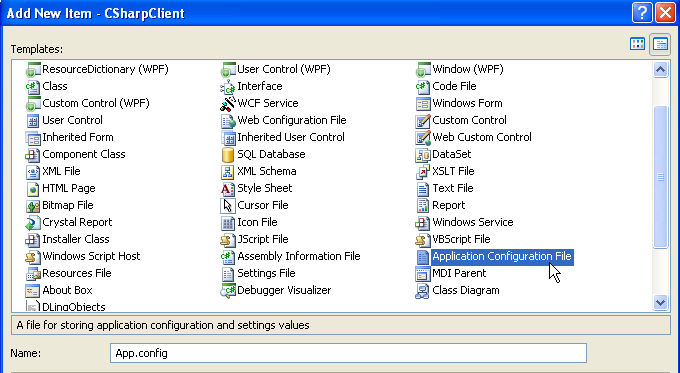 Add New Item - CSharpClient
Templates:
ResourceDictionary (WPF) User Control (WPF) Window (WPF)
Class Interface Code File
Custom Control (WPF) WCF Service Windows Form
User Control Web Configuration File Custom Control
Inherited Form Inherited User Control Web Custom Control
Component Class SQL Database DataSet
XML File XML Schema XSLT File
HTML Page Style Sheet Text File
Bitmap File Cursor File Report
Crystal Report Icon File Windows Service
Installer Class JScript File VBScript File
Windows Script Host Assembly Information File Application Configuration File
Resources File Settings File MDI Parent
About Box Debugger Visualizer Class Diagram
DLinqObjects
A file for storing application configuration and settings values
Name: App.config